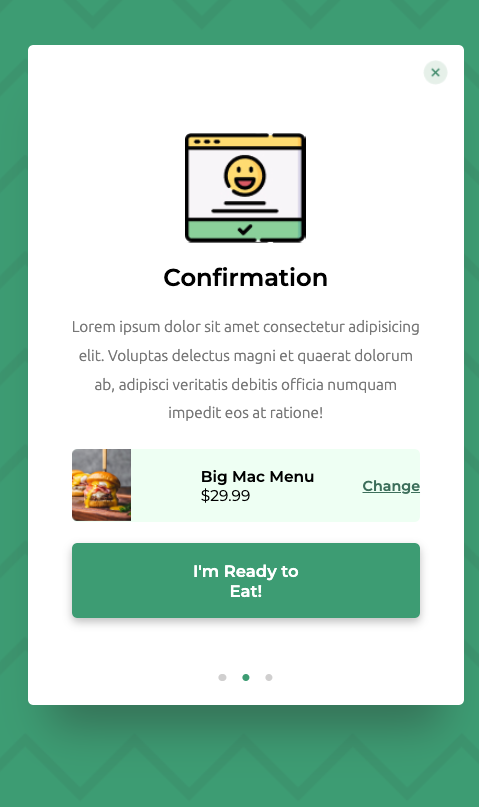 Confirmation
Lorem ipsum dolor sit amet consectetur adipisicing
elit. Voluptas delectus magni et quaerat dolorum
ab, adipisci veritatis debitis officia numquam
impedit eos at ratione!
Big Mac Menu
$29.99
Change
I'm Ready to
Eat!